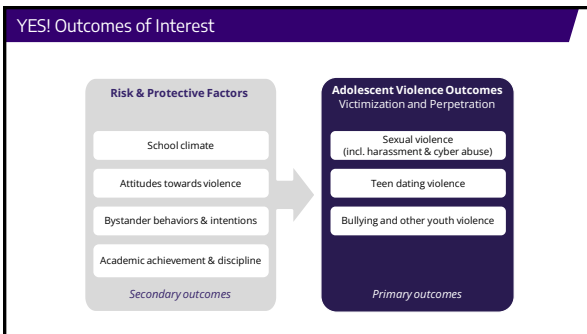 YES! Outcomes of Interest
Risk & Protective Factors
School climate
Attitudes towards violence
Bystander behaviors & intentions
Academic achievement & discipline
Secondary outcomes
Adolescent Violence Outcomes
Victimization and Perpetration
Sexual violence
(incl. harassment & cyber abuse)
Teen dating violence
Bullying and other youth violence
Primary outcomes